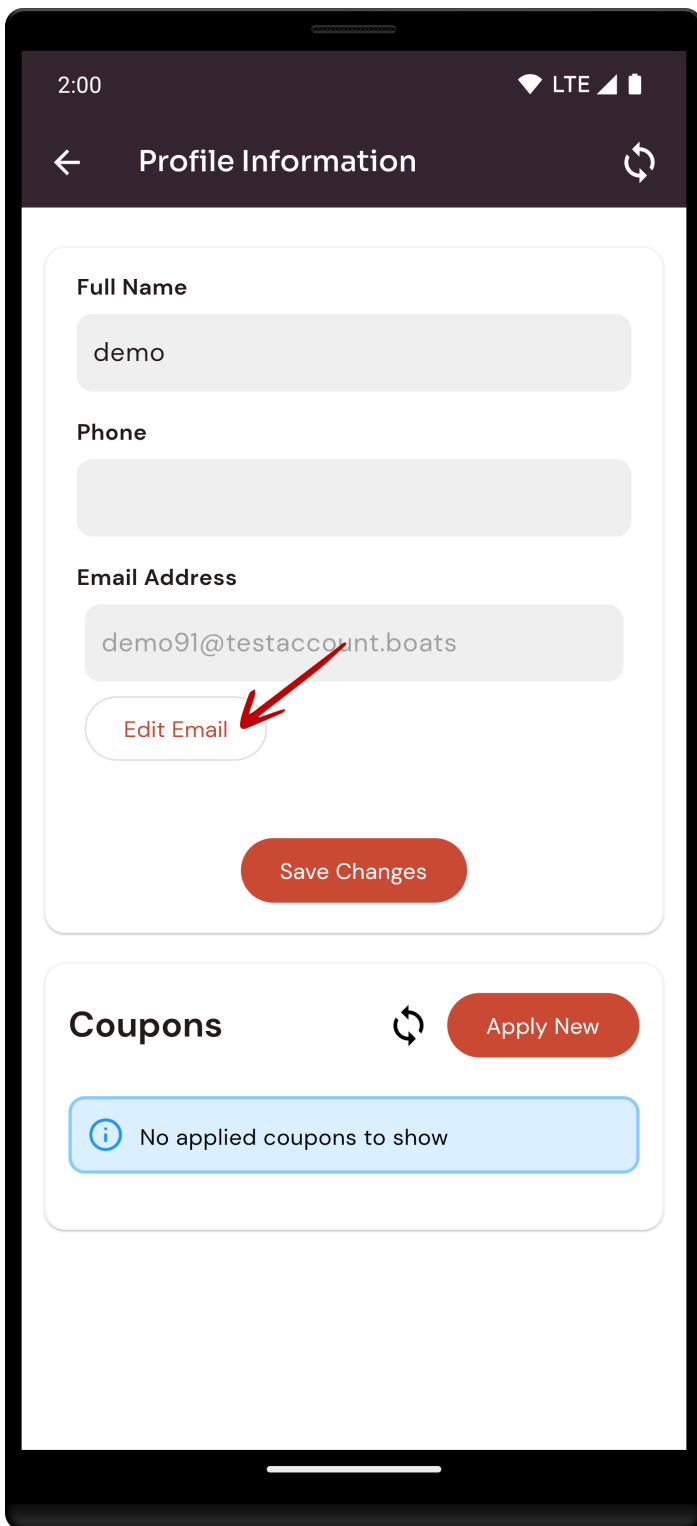 2:00
LTE
Profile Information
Full Name
demo
Phone
Email Address
demo91@testaccount.boats
Edit Email
Save Changes
Coupons
Apply New
No applied coupons to show